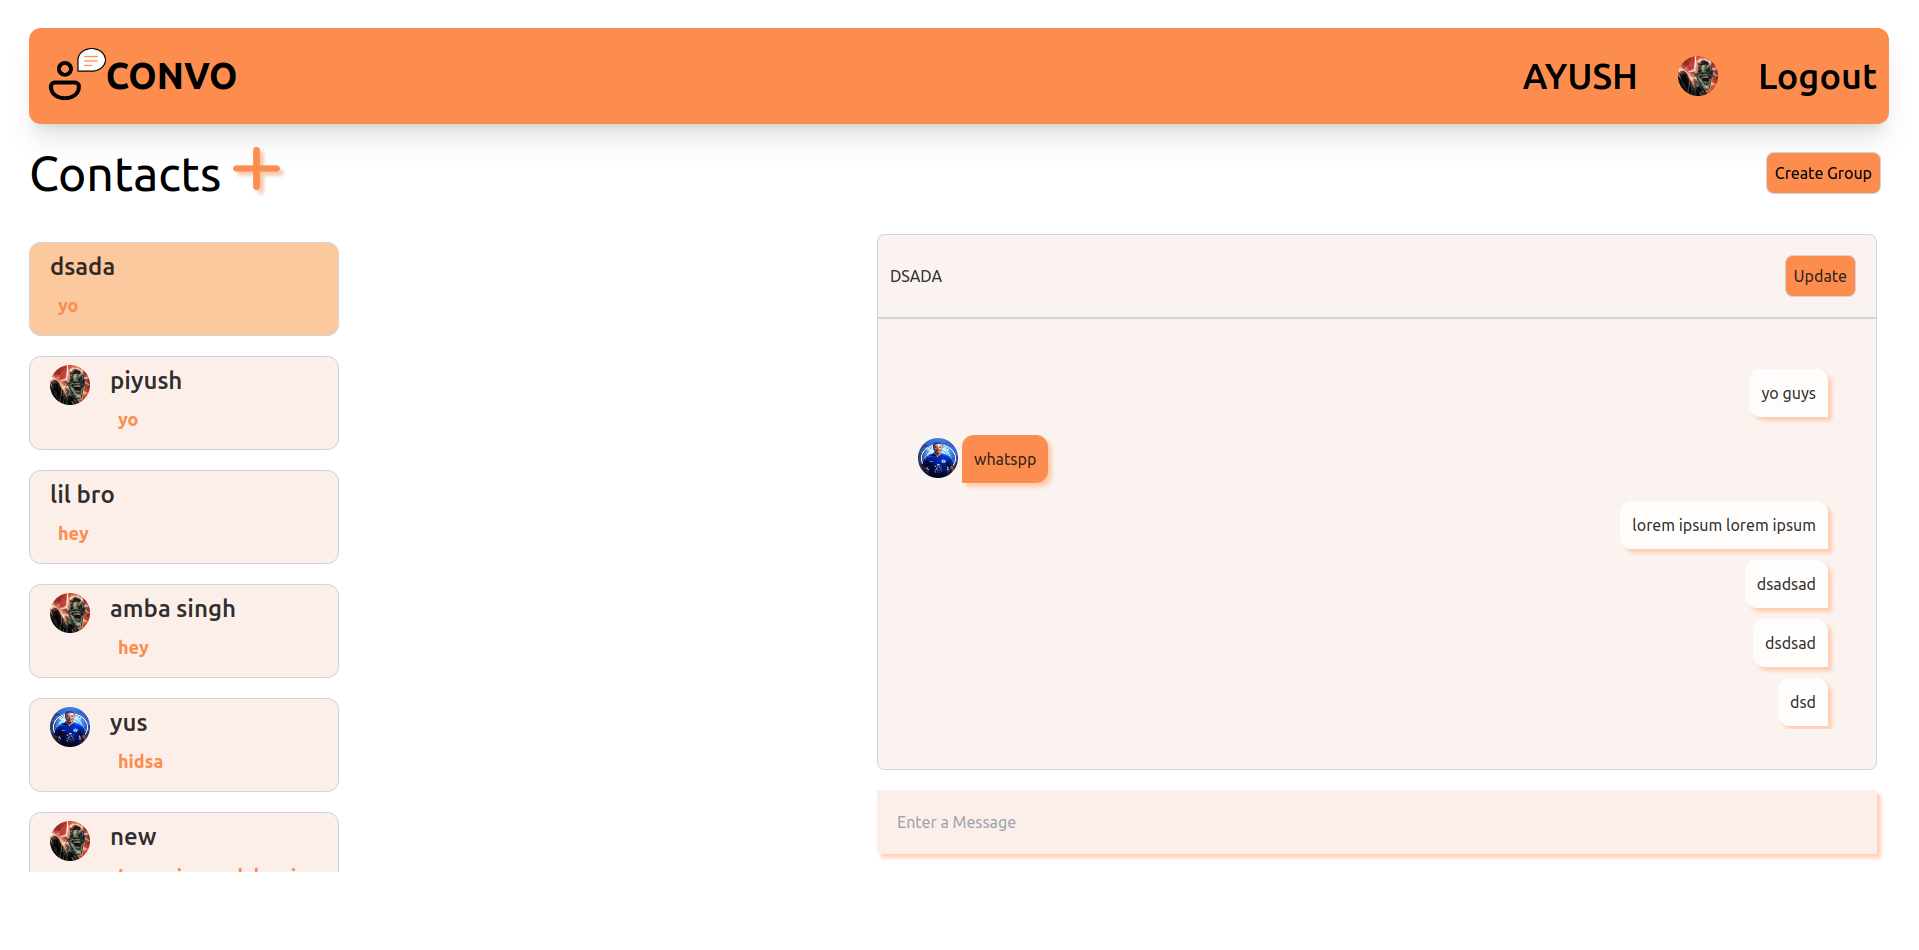 CONVO
AYUSH
Logout
Contacts
Create Group
dsada
yo
piyush
yo
lil bro
hey
amba singh
hey
yus
hidsa
new
DSADA
Update
yo guys
whatspp
lorem ipsum lorem ipsum
dsadsad
dsdsad
dsd
Enter a Message